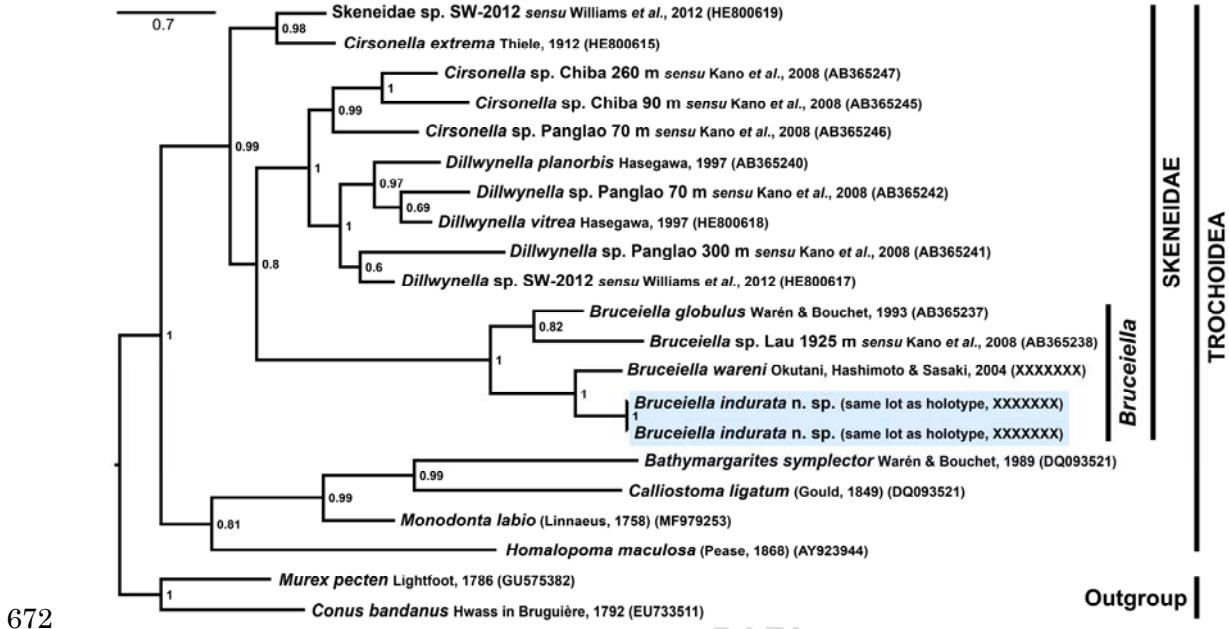 0.7
Skeneidae sp. SW-2012 sensu Williams et al., 2012 (HE800619)
0.98
Cirsonella extrema Thiele, 1912 (HE800615)
Cirsonella sp. Chiba 260 m sensu Kano et al., 2008 (AB365247)
1
Cirsonella sp. Chiba 90 m sensu Kano et al., 2008 (AB365245)
0.99
Cirsonella sp. Panglao 70 m sensu Kano et al., 2008 (AB365246)
0.99
Dillwynella planorbis Hasegawa, 1997 (AB365240)
1
0.97
Dillwynella sp. Panglao 70 m sensu Kano et al., 2008 (AB365242)
0.69
Dillwynella vitrea Hasegawa, 1997 (HE800618)
1
Dillwynella sp. Panglao 300 m sensu Kano et al., 2008 (AB365241)
0.8
0.6
Dillwynella sp. SW-2012 sensu Williams et al., 2012 (HE800617)
Bruceiella globulus Warén & Bouchet, 1993 (AB365237)
0.82
Bruceiella sp. Lau 1925 m sensu Kano et al., 2008 (AB365238)
1
1
Bruceiella wareni Okutani, Hashimoto & Sasaki, 2004 (XXXXXXX)
1
Bruceiella indurata n. sp. (same lot as holotype, XXXXXXX)
1
Bruceiella indurata n. sp. (same lot as holotype, XXXXXXX)
Bathymargarites symplector Warén & Bouchet, 1989 (DQ093521)
0.99
Calliostoma ligatum (Gould, 1849) (DQ093521)
0.99
Monodonta labio (Linnaeus, 1758) (MF979253)
0.81
Homalopoma maculosa (Pease, 1868) (AY923944)
Murex pecten Lightfoot, 1786 (GU575382)
1
Conus bandanus Hwass in Bruguière, 1792 (EU733511)
Bruceiella
SKENEIDAE
TROCHOIDEA
Outgroup
672